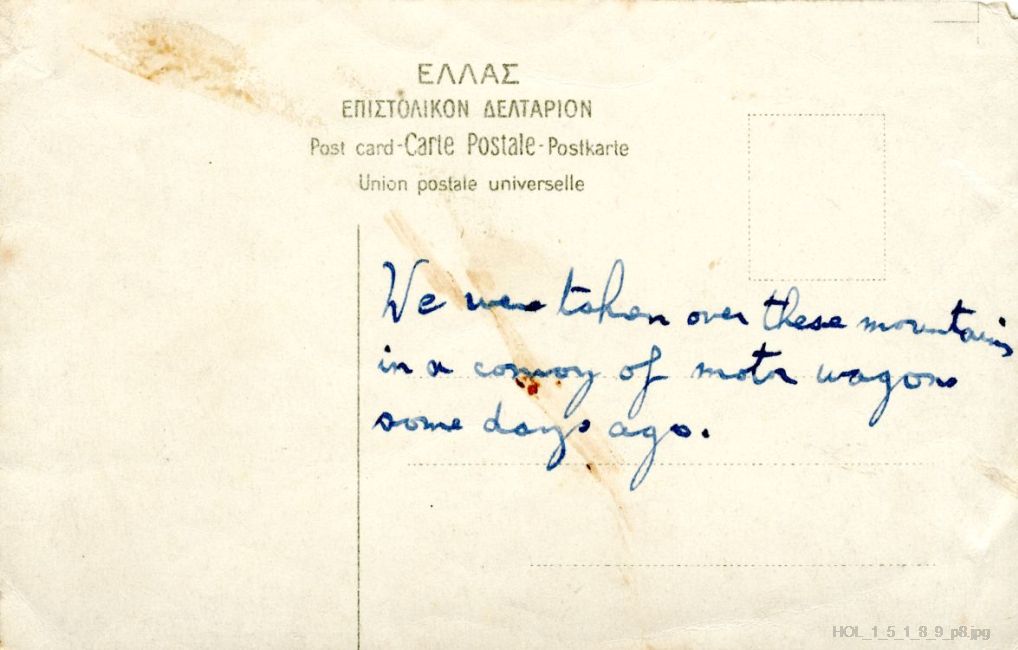 ΕΛΛΑΣ
ΕΠΙΣΤΟΛΙΚΟΝ ΔΕΛΤΑΡΙΟΝ
Post card-Carte Postale-Postkarte
Union postale universelle
We were taken over these mountains
in a convoy of motor wagons
some days ago.
HOL_1_5_1_8_9_p8.jpg